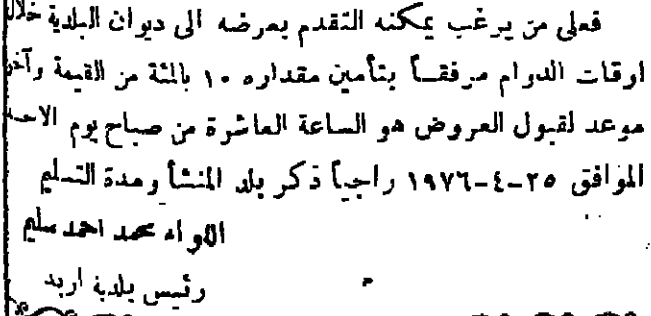 فعلى من يرغب يمكنه التقدم بعرضه الى ديوان البلدية خلال
اوقات الدوام مرفقاً بتأمين مقداره ١٠ بالمئة من القيمة وآخر
موعد لقبول العروض هو الساعة العاشرة من صباح يوم الاحد
الموافق ٢٥-٤-١٩٧٦ راجياً ذكر بلد المنشأ ومدة التسليم
اللواء محمد احمد سليم
رئيس بلدية اربد